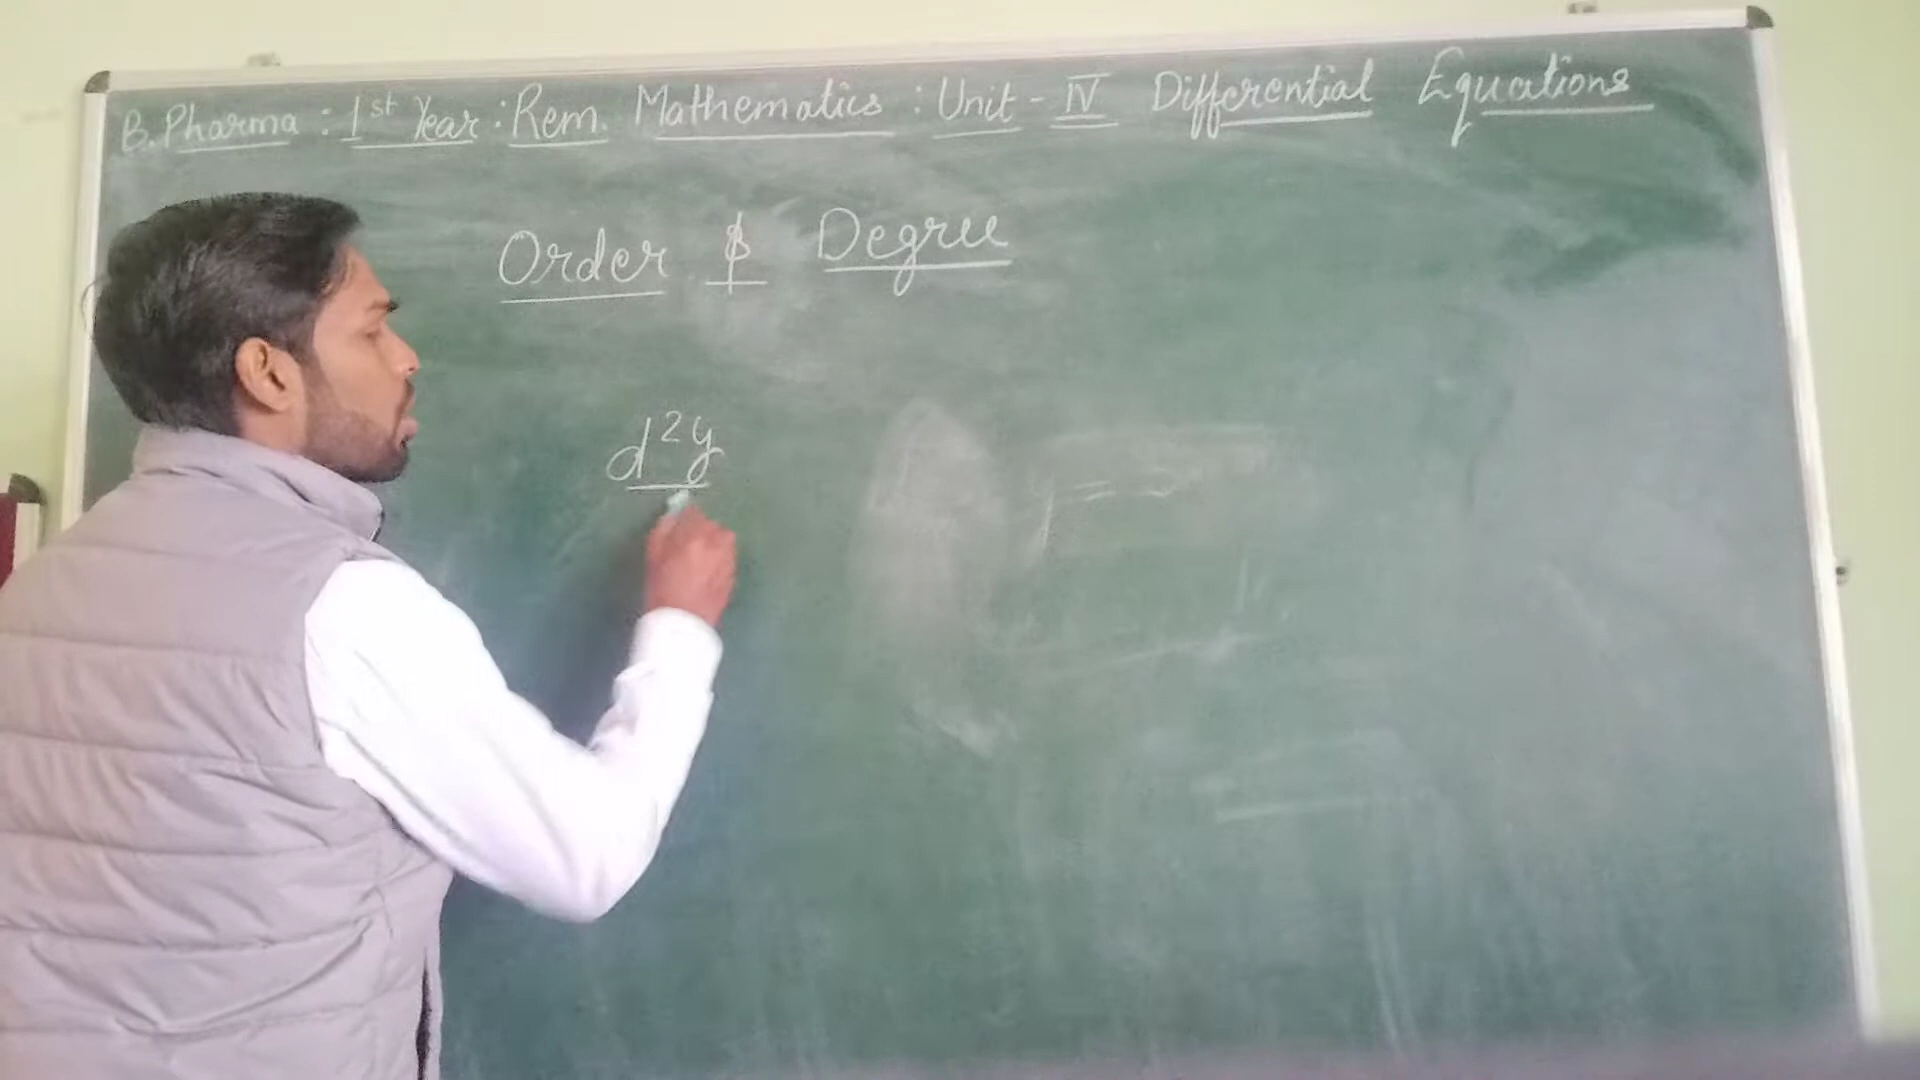 B.Pharma : 1st Year : Rem. Mathematics : Unit - IV Differential Equations
Order & Degree
d²y